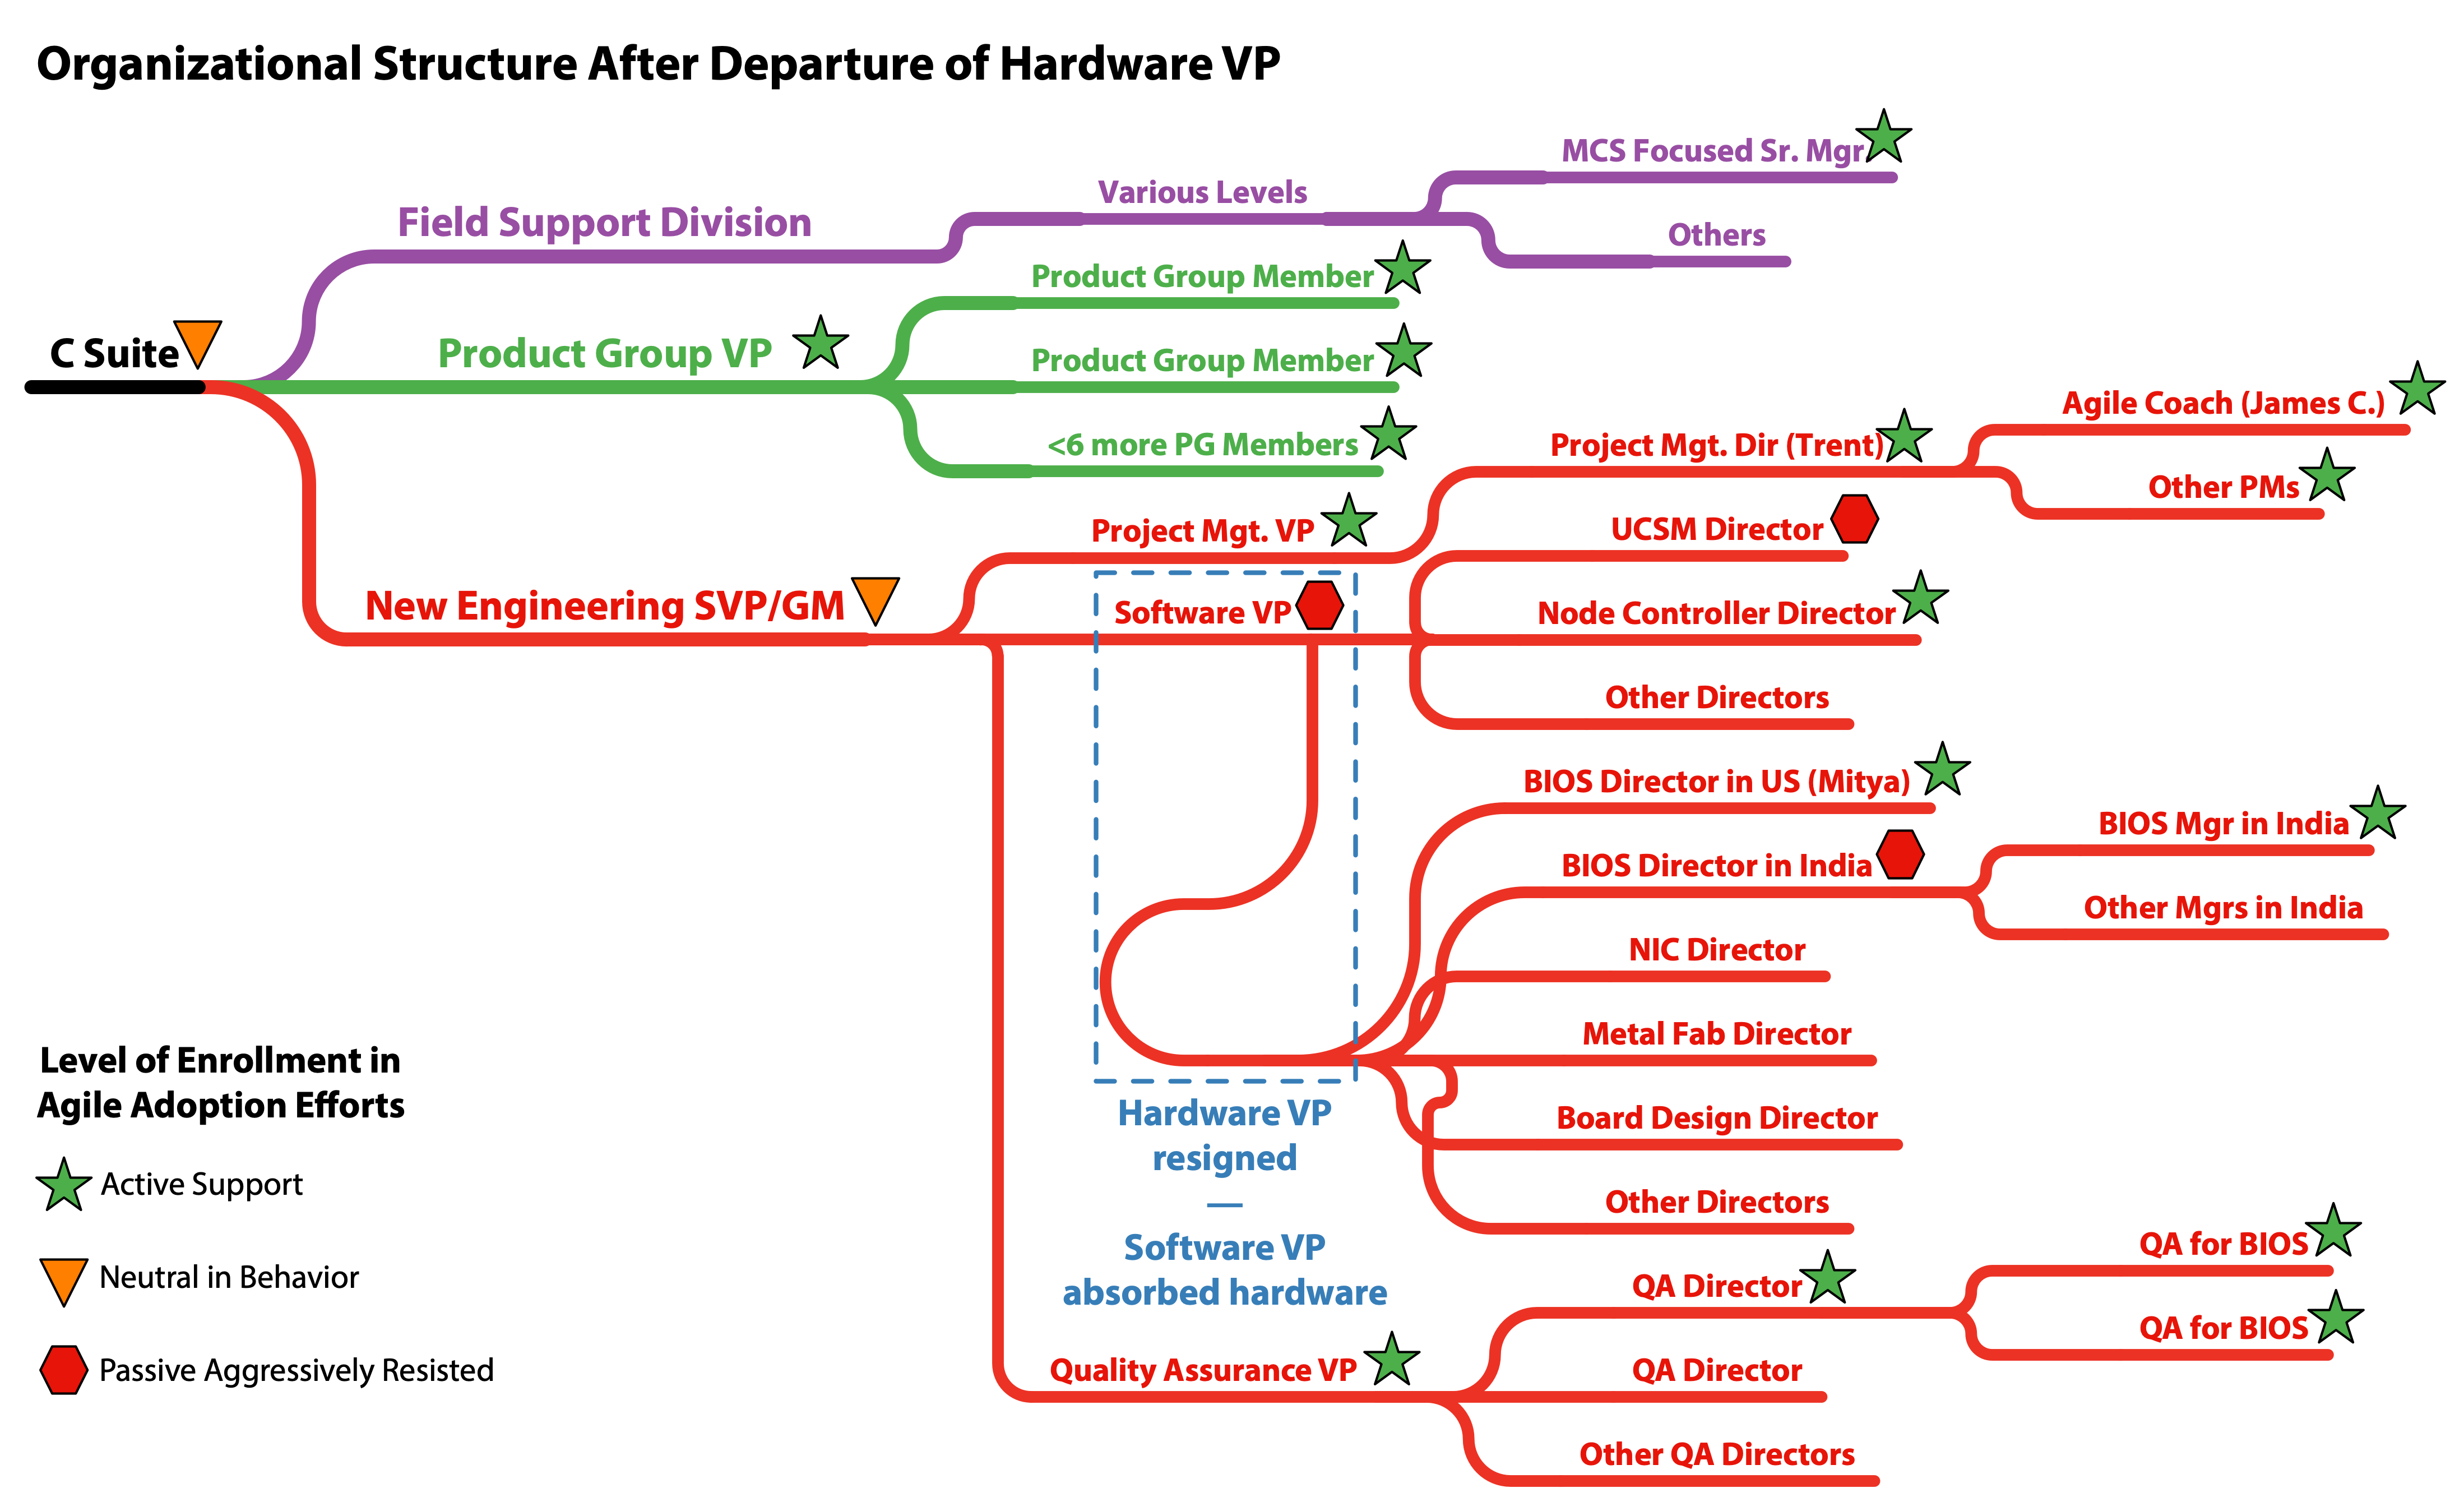 Organizational Structure After Departure of Hardware VP
MCS Focused Sr. Mgr
Various Levels
Field Support Division
Others
Product Group Member
C Suite
Product Group VP
Product Group Member
Agile Coach (James C.)
<6 more PG Members
Project Mgt. Dir (Trent)
Other PMs
Project Mgt. VP
UCSM Director
New Engineering SVP/GM
Software VP
Node Controller Director
Other Directors
BIOS Director in US (Mitya)
BIOS Mgr in India
BIOS Director in India
Other Mgrs in India
NIC Director
Metal Fab Director
Board Design Director
Other Directors
Hardware VP
resigned
—
Software VP
absorbed hardware
QA for BIOS
QA Director
QA for BIOS
Quality Assurance VP
QA Director
Other QA Directors
Level of Enrollment in
Agile Adoption Efforts
Active Support
Neutral in Behavior
Passive Aggressively Resisted